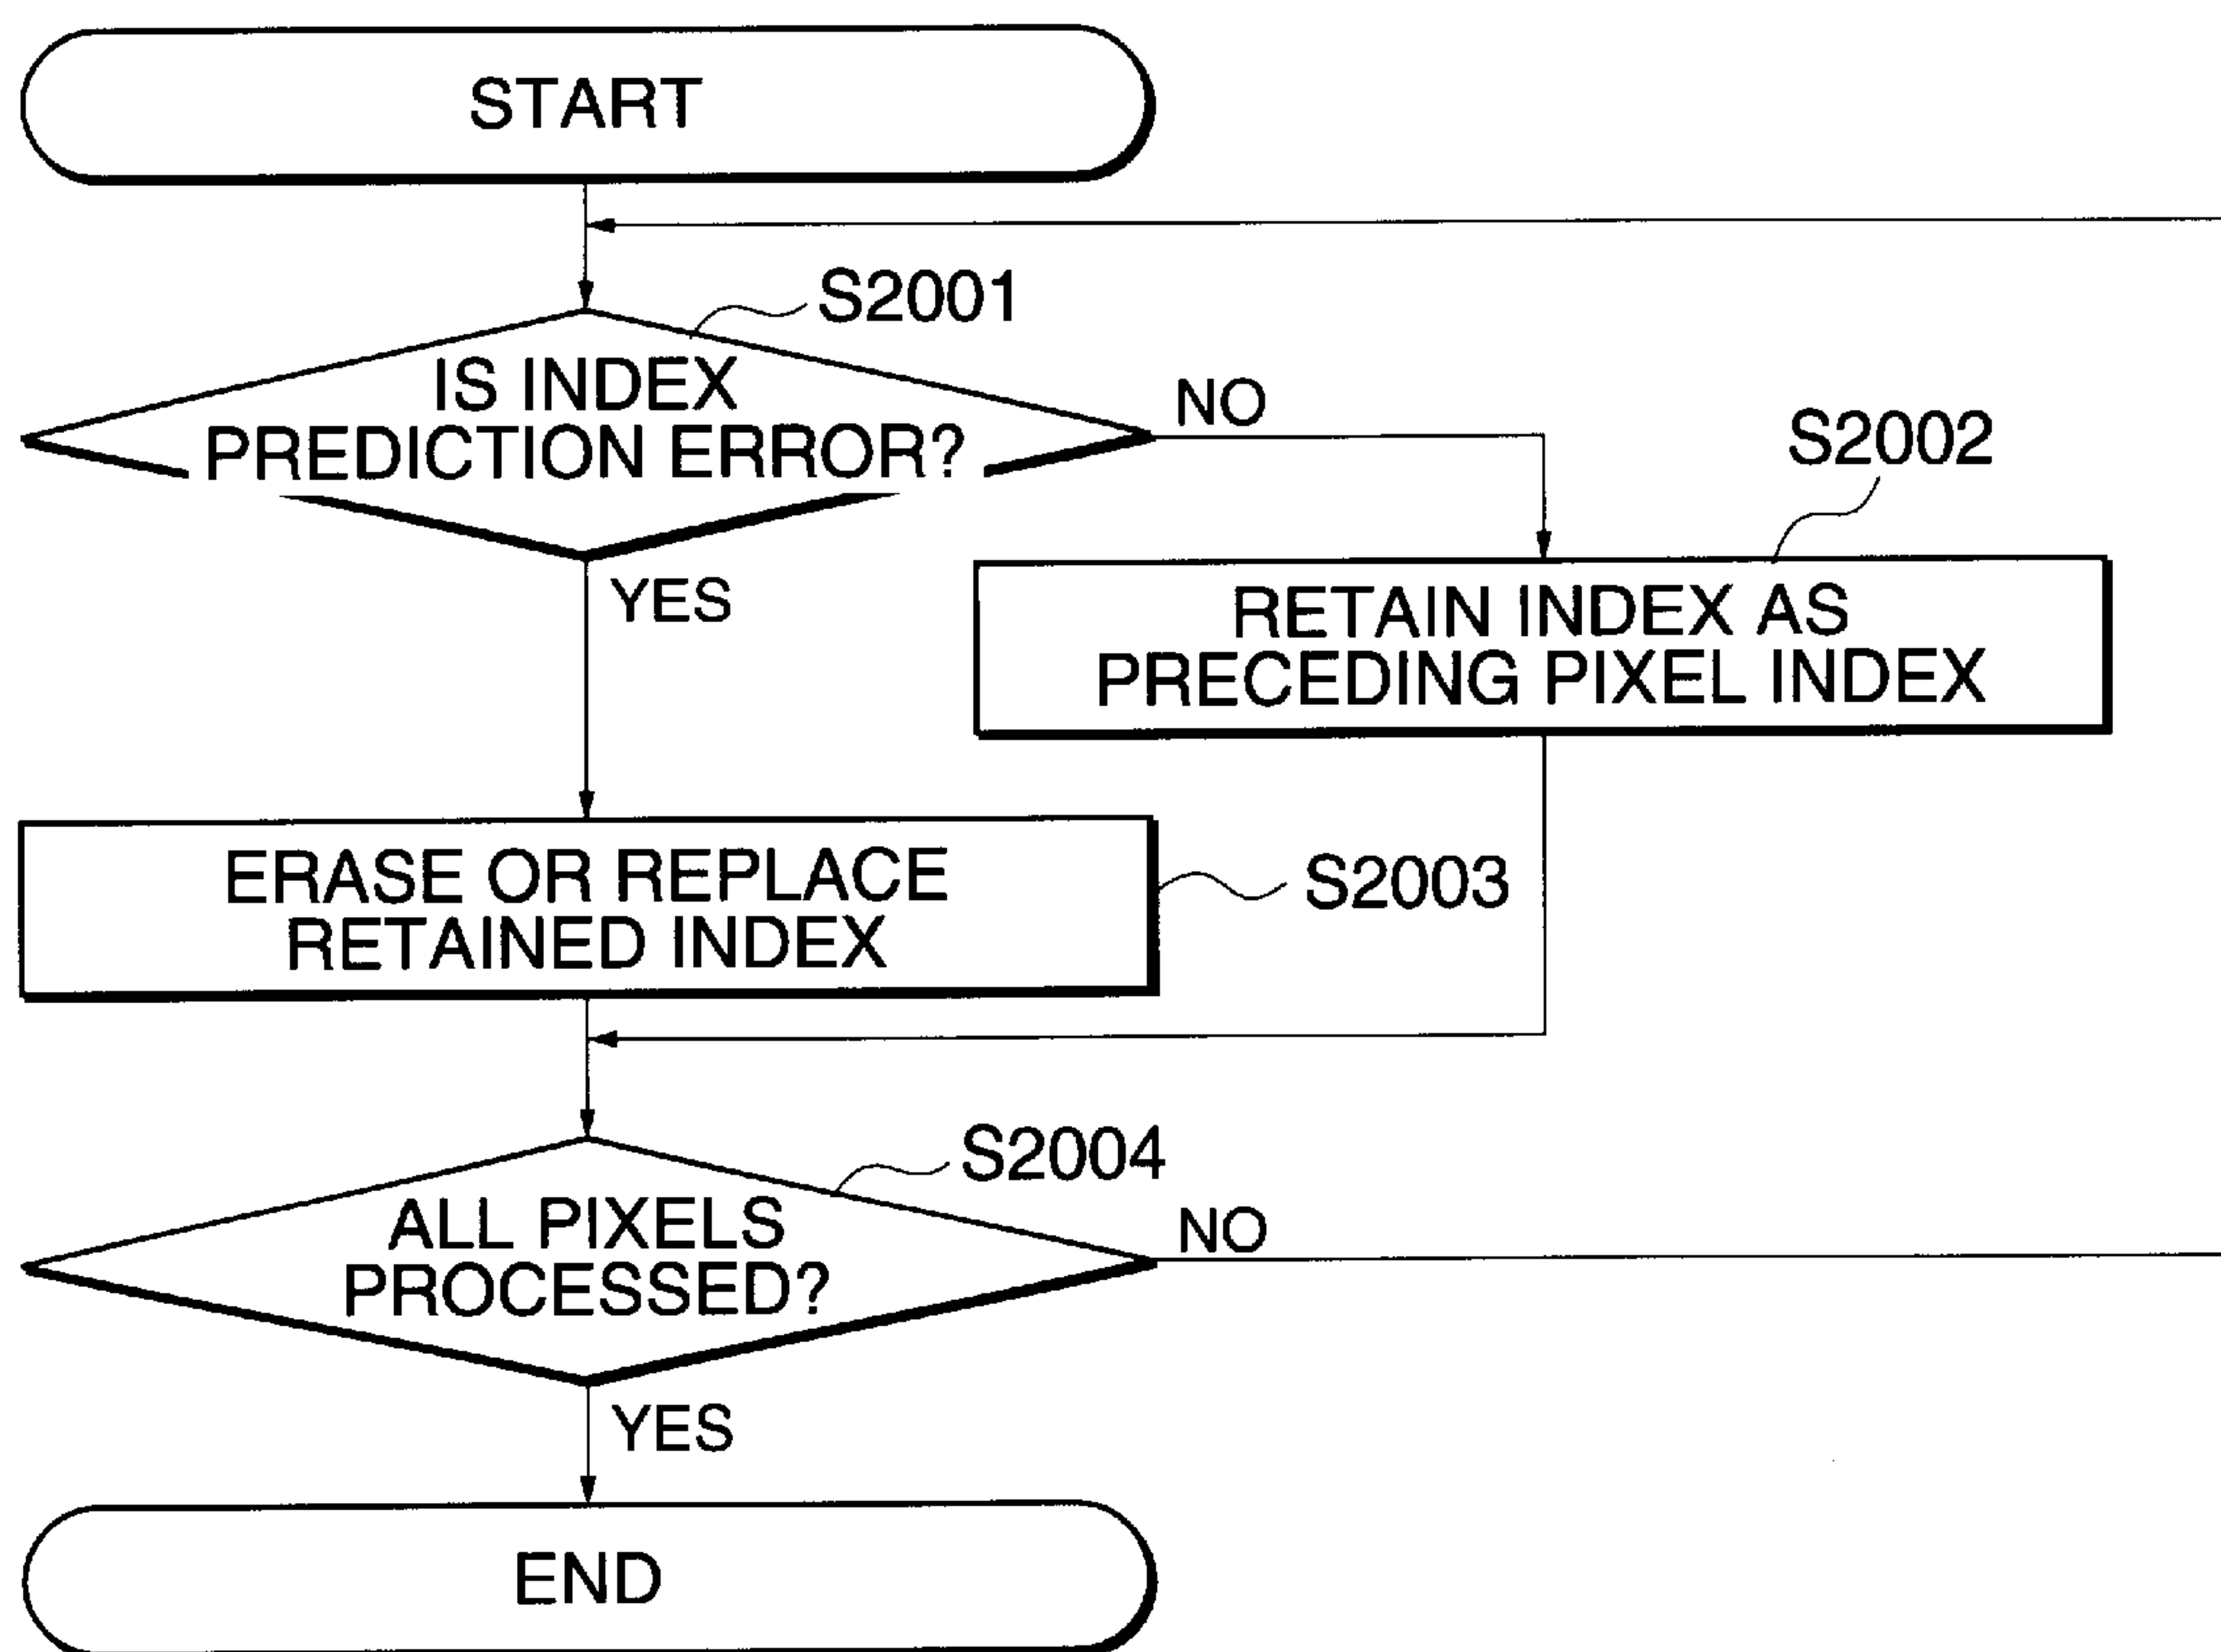 START
S2001
IS INDEX
PREDICTION ERROR?
NO
S2002
YES
RETAIN INDEX AS
PRECEDING PIXEL INDEX
ERASE OR REPLACE
RETAINED INDEX
S2003
S2004
ALL PIXELS
PROCESSED?
NO
YES
END